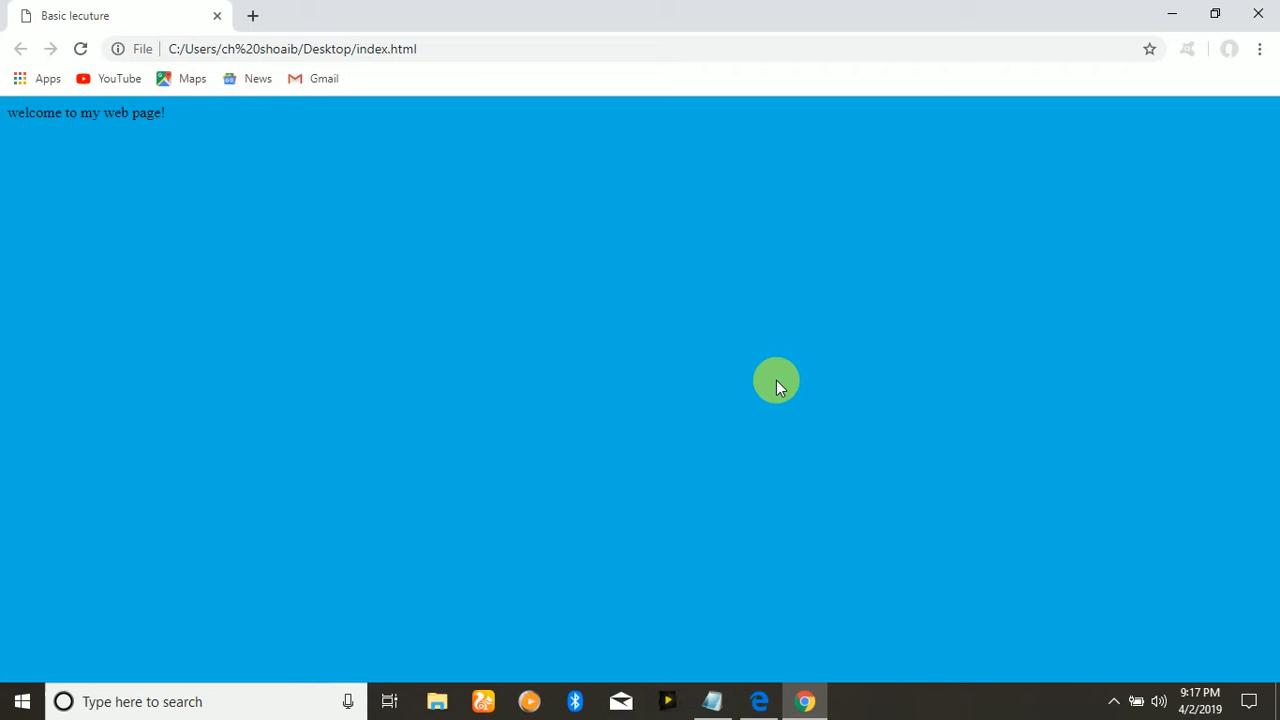 Basic lecuture
File C:/Users/ch%20shoaib/Desktop/index.html
Apps YouTube Maps News Gmail
welcome to my web page!
Type here to search
9:17 PM
4/2/2019